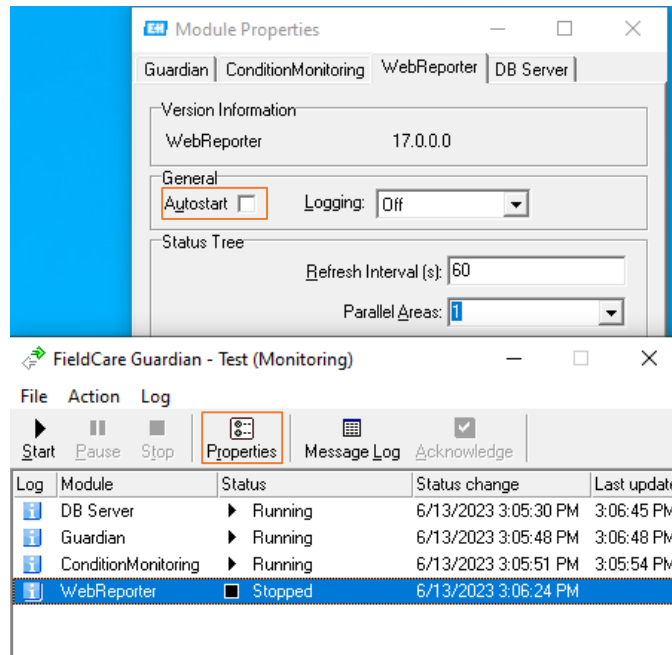 E+H Module Properties
Guardian ConditionMonitoring WebReporter DB Server
Version Information
WebReporter 17.0.0.0
General
Autostart Logging: Off
Status Tree
Refresh Interval (s): 60
Parallel Areas: 1
FieldCare Guardian - Test (Monitoring)
File Action Log
Start Pause Stop Properties Message Log Acknowledge
Log Module Status Status change Last update
DB Server Running 6/13/2023 3:05:30 PM 3:06:45 PM
Guardian Running 6/13/2023 3:05:48 PM 3:06:48 PM
ConditionMonitoring Running 6/13/2023 3:05:51 PM 3:05:54 PM
WebReporter Stopped 6/13/2023 3:06:24 PM